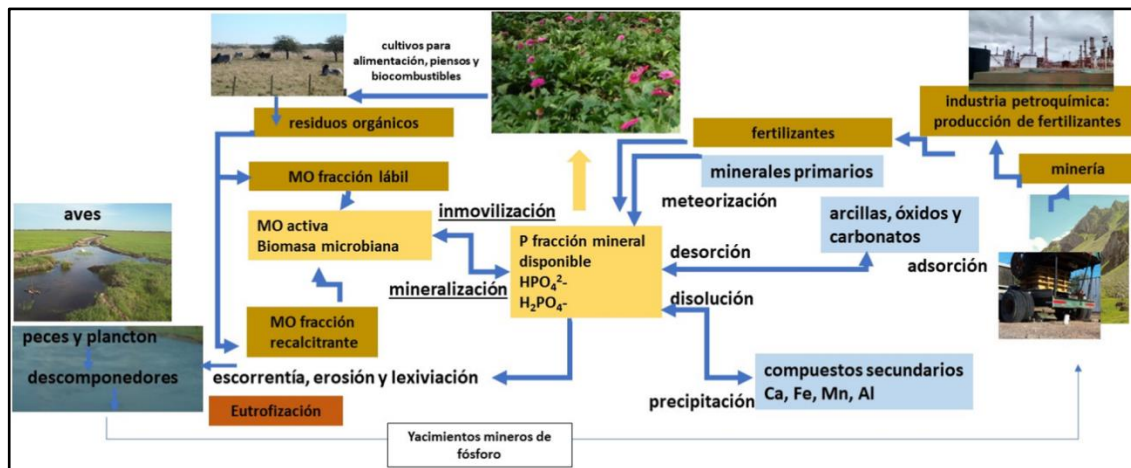 cultivos para
alimentación, piensos y
biocombustibles
industria petroquímica:
producción de fertilizantes
residuos orgánicos
fertilizantes
minería
MO fracción lábil
minerales primarios
meteorización
aves
inmovilización
arcillas, óxidos y
carbonatos
MO activa
Biomasa microbiana
P fracción mineral
disponible
HPO₄²-
H₂PO₄-
desorción
adsorción
mineralización
disolución
MO fracción
recalcitrante
peces y plancton
descomponedores
escorrentía, erosión y lexiviación
compuestos secundarios
Ca, Fe, Mn, Al
precipitación
Eutrofización
Yacimientos mineros de
fósforo